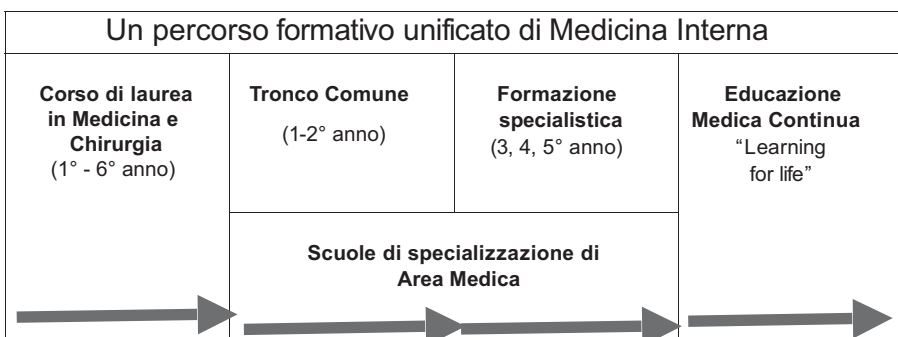 Un percorso formativo unificato di Medicina Interna
Corso di laurea
in Medicina e
Chirurgia
(1° - 6° anno)
Tronco Comune
(1-2° anno)
Formazione
specialistica
(3, 4, 5° anno)
Educazione
Medica Continua
“Learning
for life”
Scuole di specializzazione di
Area Medica